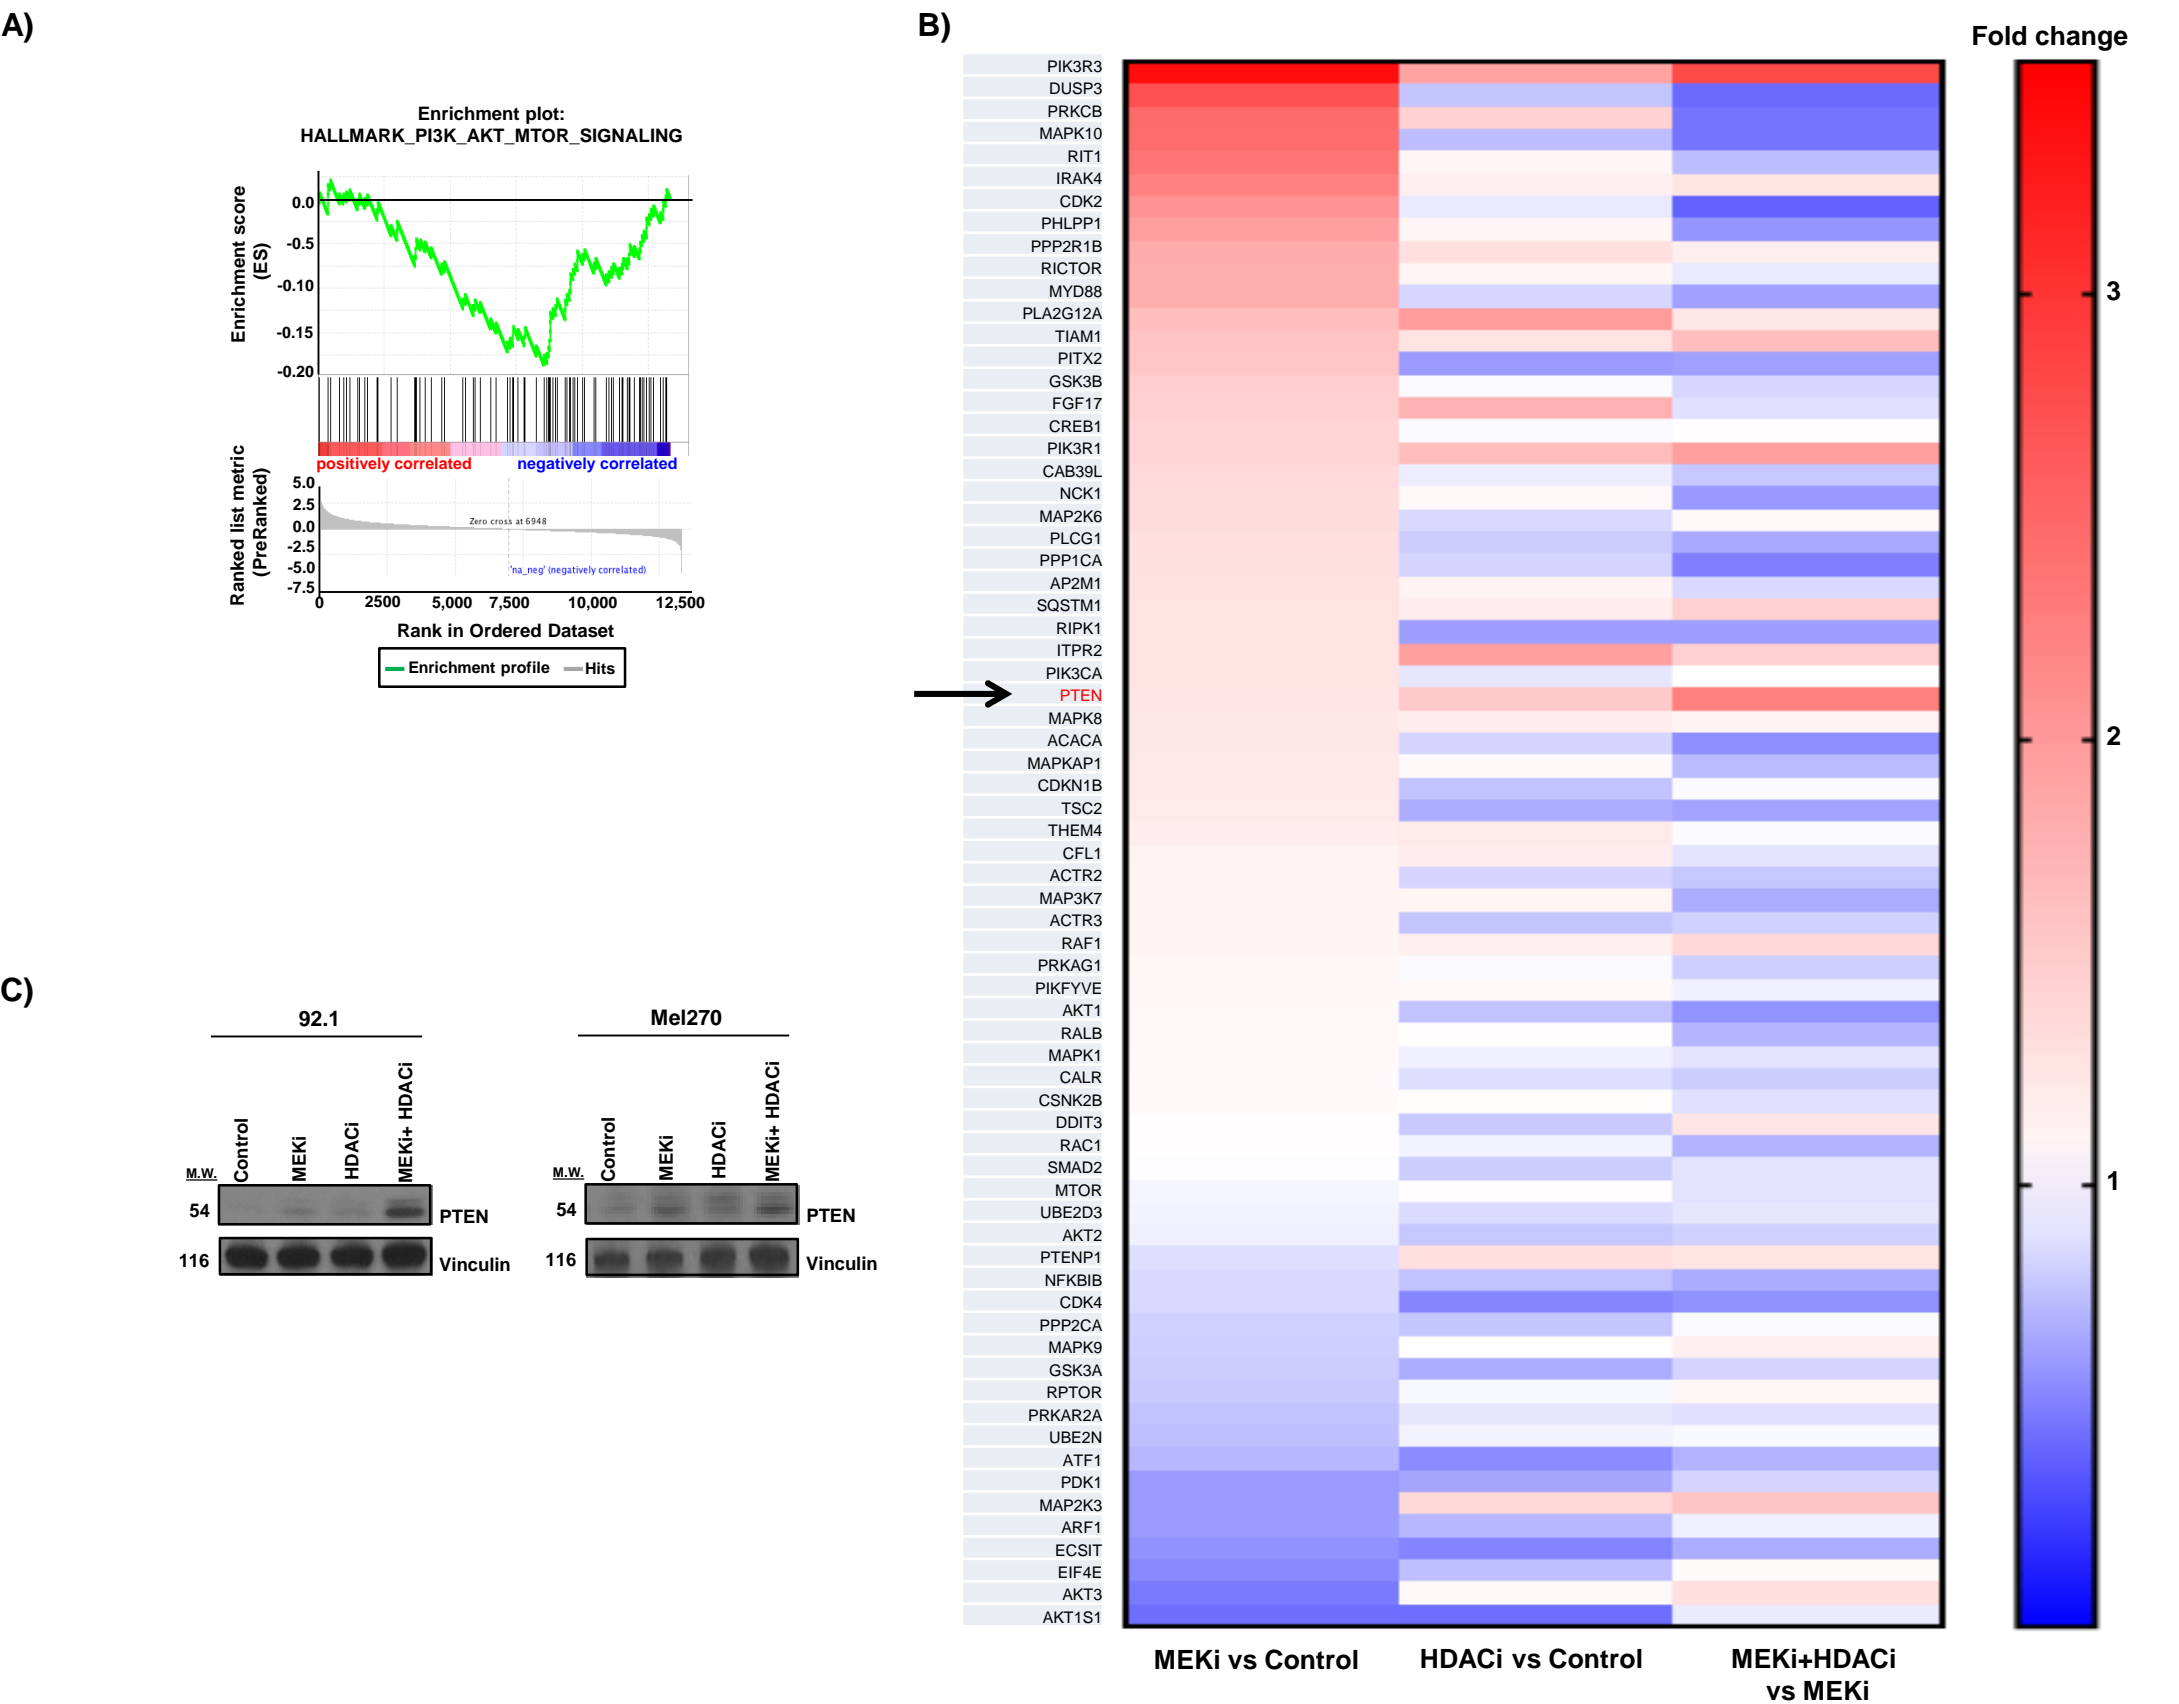 A)
Enrichment plot:
HALLMARK_PI3K_AKT_MTOR_SIGNALING
Enrichment score
(ES)
0.0
-0.5
-0.10
-0.15
-0.20
positively correlated
negatively correlated
Ranked list metric
(PreRanked)
5.0
2.5
0.0
-2.5
-5.0
-7.5
Zero cross at 6948
'na_neg' (negatively correlated)
0 2500 5,000 7,500 10,000 12,500
Rank in Ordered Dataset
Enrichment profile Hits
B)
Fold change
PIK3R3
DUSP3
PRKCB
MAPK10
RIT1
IRAK4
CDK2
PHLPP1
PPP2R1B
RICTOR
MYD88
PLA2G12A
TIAM1
PITX2
GSK3B
FGF17
CREB1
PIK3R1
CAB39L
NCK1
MAP2K6
PLCG1
PPP1CA
AP2M1
SQSTM1
RIPK1
ITPR2
PIK3CA
PTEN
MAPK8
ACACA
MAPKAP1
CDKN1B
TSC2
THEM4
CFL1
ACTR2
MAP3K7
ACTR3
RAF1
PRKAG1
PIKFYVE
AKT1
RALB
MAPK1
CALR
CSNK2B
DDIT3
RAC1
SMAD2
MTOR
UBE2D3
AKT2
PTENP1
NFKBIB
CDK4
PPP2CA
MAPK9
GSK3A
RPTOR
PRKAR2A
UBE2N
ATF1
PDK1
MAP2K3
ARF1
ECSIT
EIF4E
AKT3
AKT1S1
3
2
1
MEKi vs Control
HDACi vs Control
MEKi+HDACi
vs MEKi
C)
92.1
M.W.
Control
MEKi
HDACi
MEKi+ HDACi
54
PTEN
116
Vinculin
Mel270
M.W.
Control
MEKi
HDACi
MEKi+ HDACi
54
PTEN
116
Vinculin